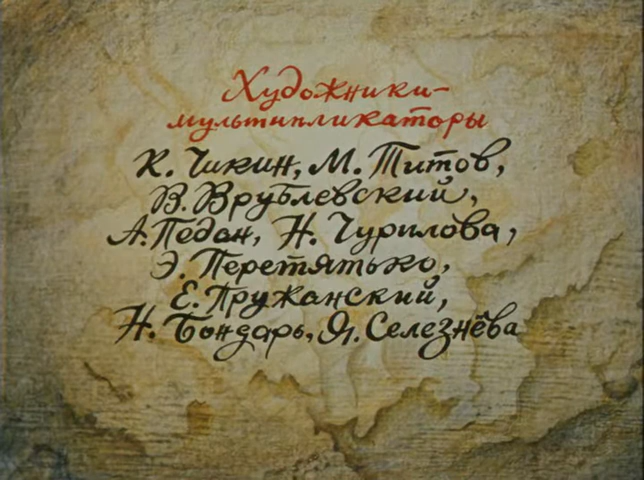 Художники-
мультипликаторы
К. Чикин, М. Титов,
В. Врублевский,
А. Педан, Н. Чурилова,
Э. Перетятько,
Е. Пружанский,
Н. Бондарь, Я. Селезнёва